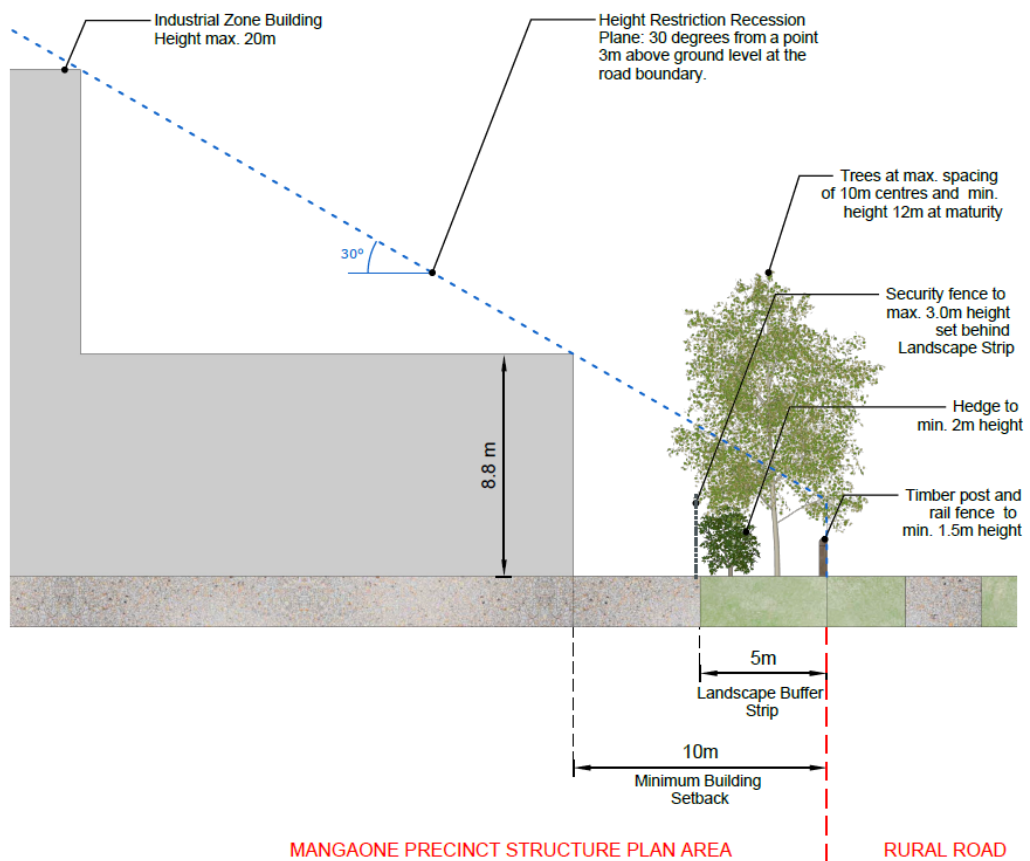 Industrial Zone Building
Height max. 20m
Height Restriction Recession
Plane: 30 degrees from a point
3m above ground level at the
road boundary.
Trees at max. spacing
of 10m centres and min.
height 12m at maturity
30º
Security fence to
max. 3.0m height
set behind
Landscape Strip
Hedge to
min. 2m height
8.8 m
Timber post and
rail fence to
min. 1.5m height
5m
Landscape Buffer
Strip
10m
Minimum Building
Setback
MANGAONE PRECINCT STRUCTURE PLAN AREA
RURAL ROAD